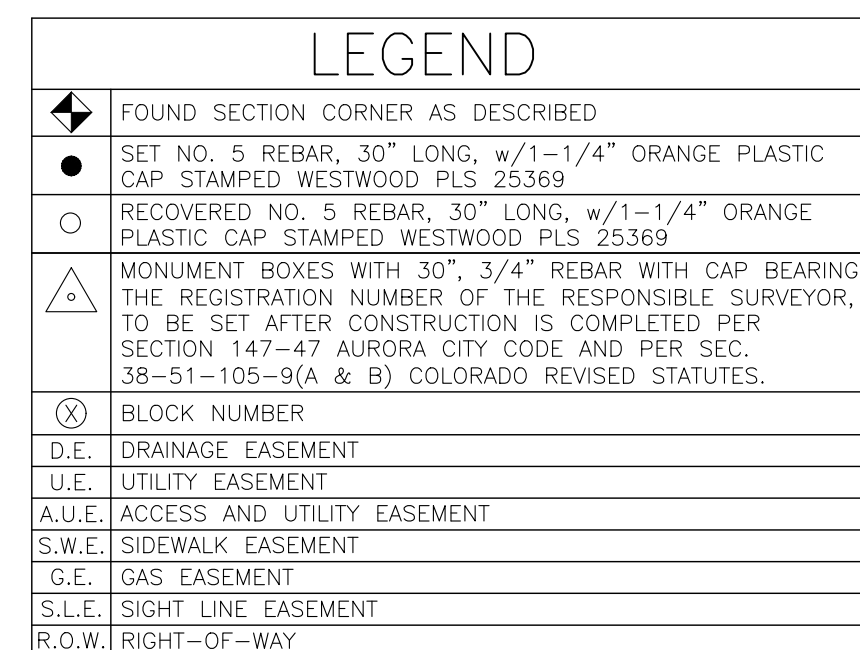 LEGEND
FOUND SECTION CORNER AS DESCRIBED
SET NO. 5 REBAR, 30" LONG, w/1-1/4" ORANGE PLASTIC
CAP STAMPED WESTWOOD PLS 25369
RECOVERED NO. 5 REBAR, 30" LONG, w/1-1/4" ORANGE
PLASTIC CAP STAMPED WESTWOOD PLS 25369
MONUMENT BOXES WITH 30", 3/4" REBAR WITH CAP BEARING
THE REGISTRATION NUMBER OF THE RESPONSIBLE SURVEYOR,
TO BE SET AFTER CONSTRUCTION IS COMPLETED PER
SECTION 147-47 AURORA CITY CODE AND PER SEC.
38-51-105-9(A & B) COLORADO REVISED STATUTES.
X BLOCK NUMBER
D.E. DRAINAGE EASEMENT
U.E. UTILITY EASEMENT
A.U.E. ACCESS AND UTILITY EASEMENT
S.W.E. SIDEWALK EASEMENT
G.E. GAS EASEMENT
S.L.E. SIGHT LINE EASEMENT
R.O.W. RIGHT-OF-WAY